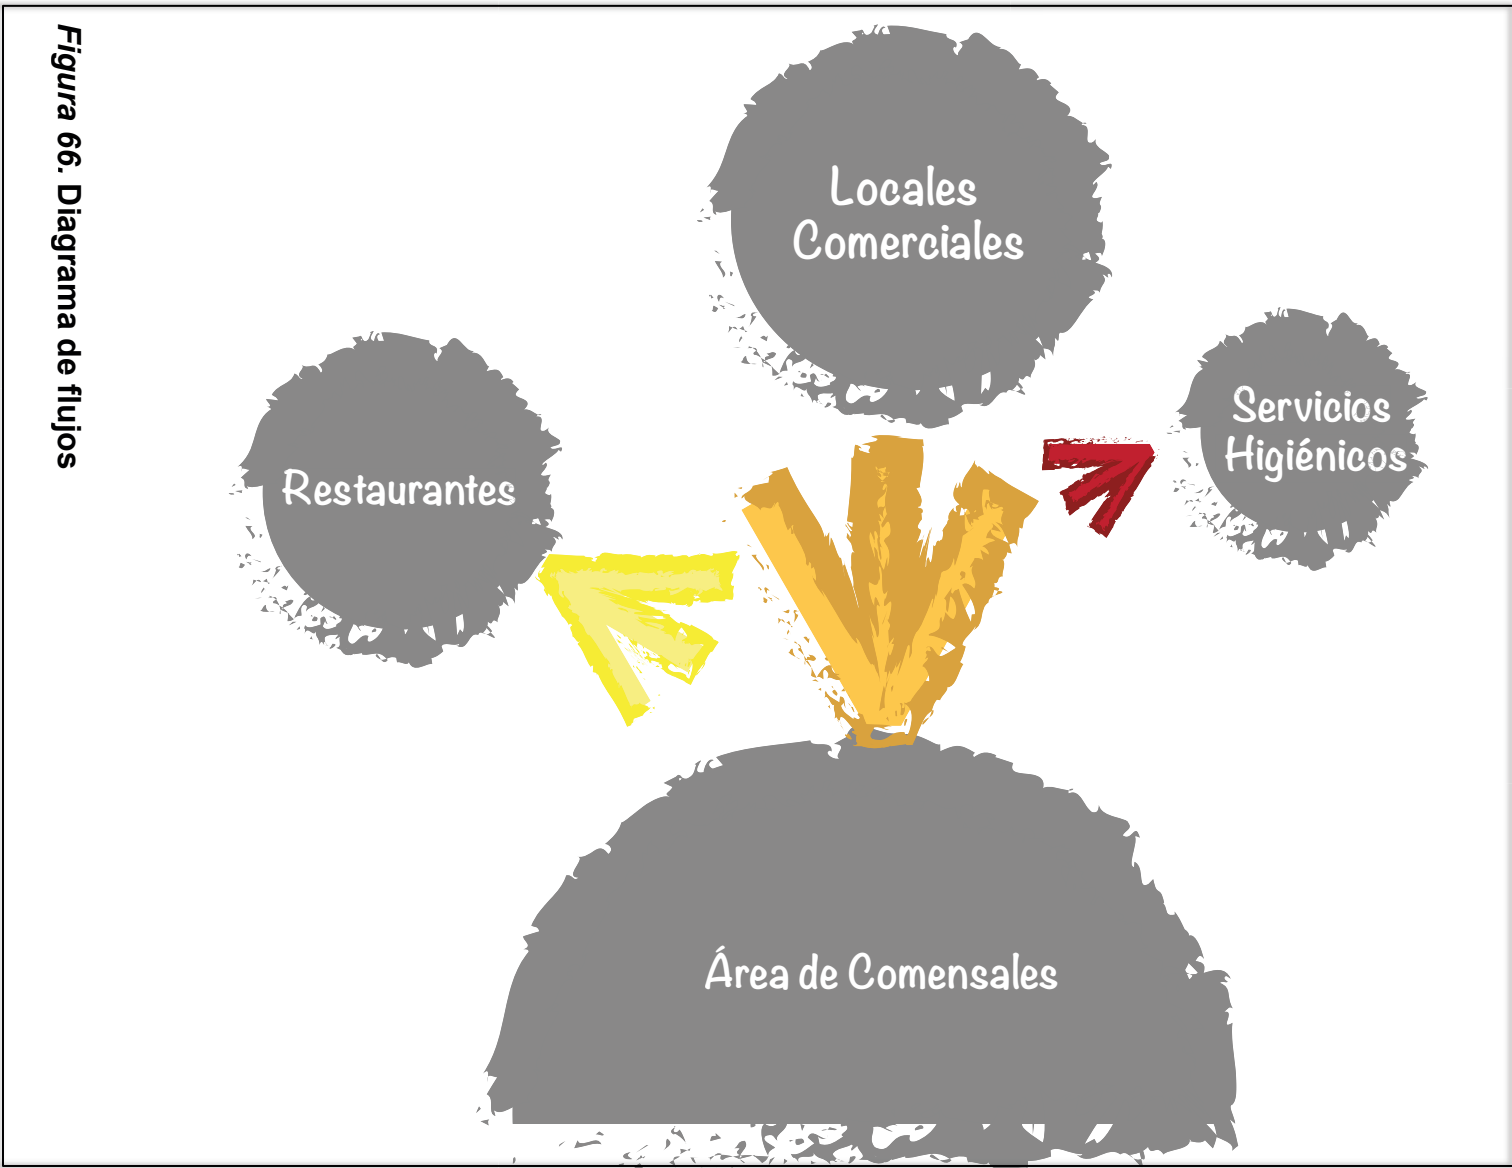 Figura 66. Diagrama de flujos
Locales
Comerciales
Servicios
Higiénicos
Restaurantes
Área de Comensales